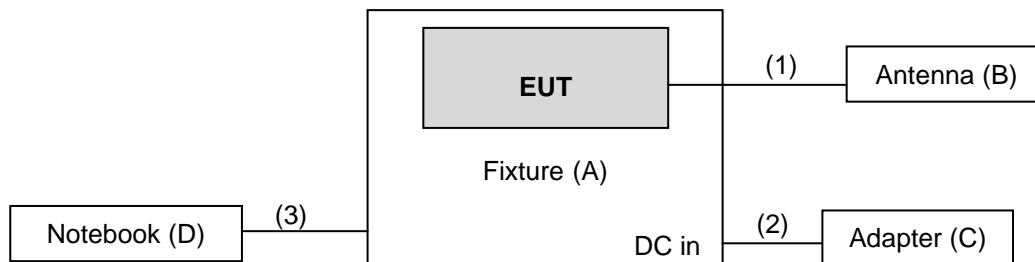 EUT
(1)
Antenna (B)
Fixture (A)
Notebook (D)
(3)
DC in
(2)
Adapter (C)